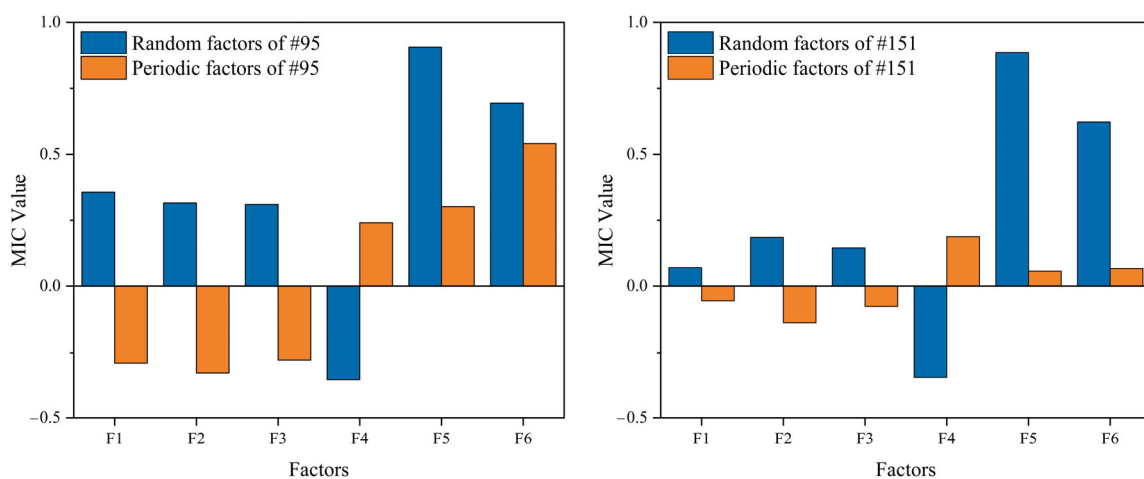 1.0
Random factors of #95
Periodic factors of #95
0.5
0.0
−0.5
MIC Value
F1 F2 F3 F4 F5 F6
Factors
1.0
Random factors of #151
Periodic factors of #151
0.5
0.0
−0.5
MIC Value
F1 F2 F3 F4 F5 F6
Factors